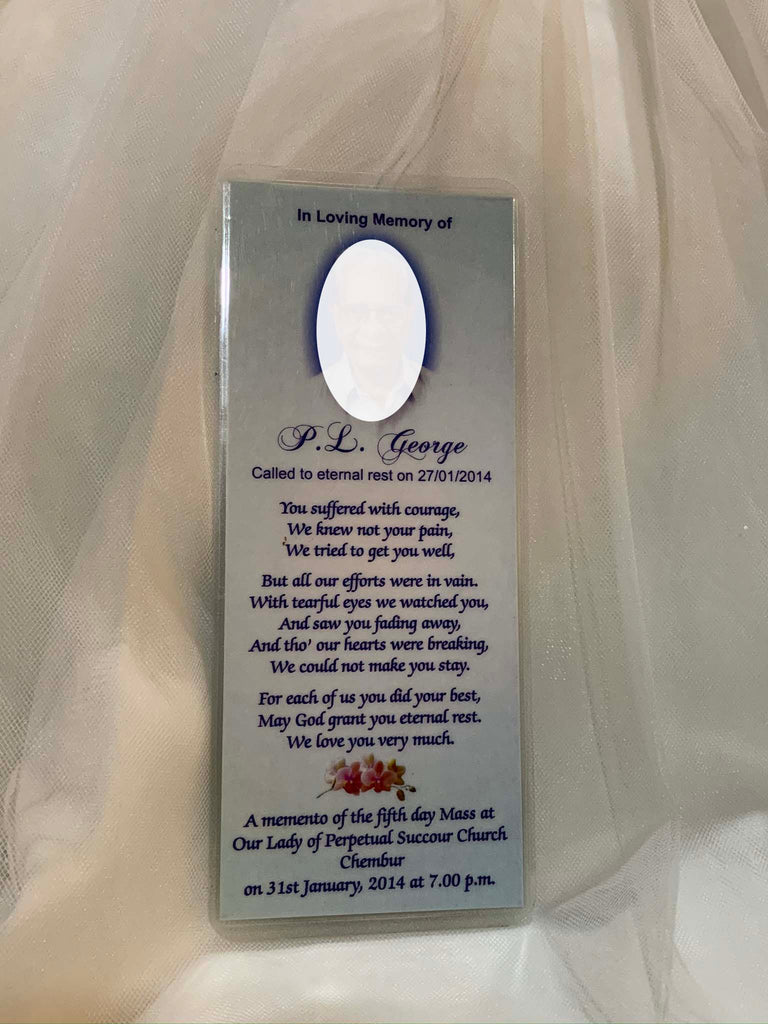 In Loving Memory of
P.L. George
Called to eternal rest on 27/01/2014
You suffered with courage,
We knew not your pain,
We tried to get you well,
But all our efforts were in vain.
With tearful eyes we watched you,
And saw you fading away,
And tho' our hearts were breaking,
We could not make you stay.
For each of us you did your best,
May God grant you eternal rest.
We love you very much.
A memento of the fifth day Mass at
Our Lady of Perpetual Succour Church
Chembur
on 31st January, 2014 at 7.00 p.m.